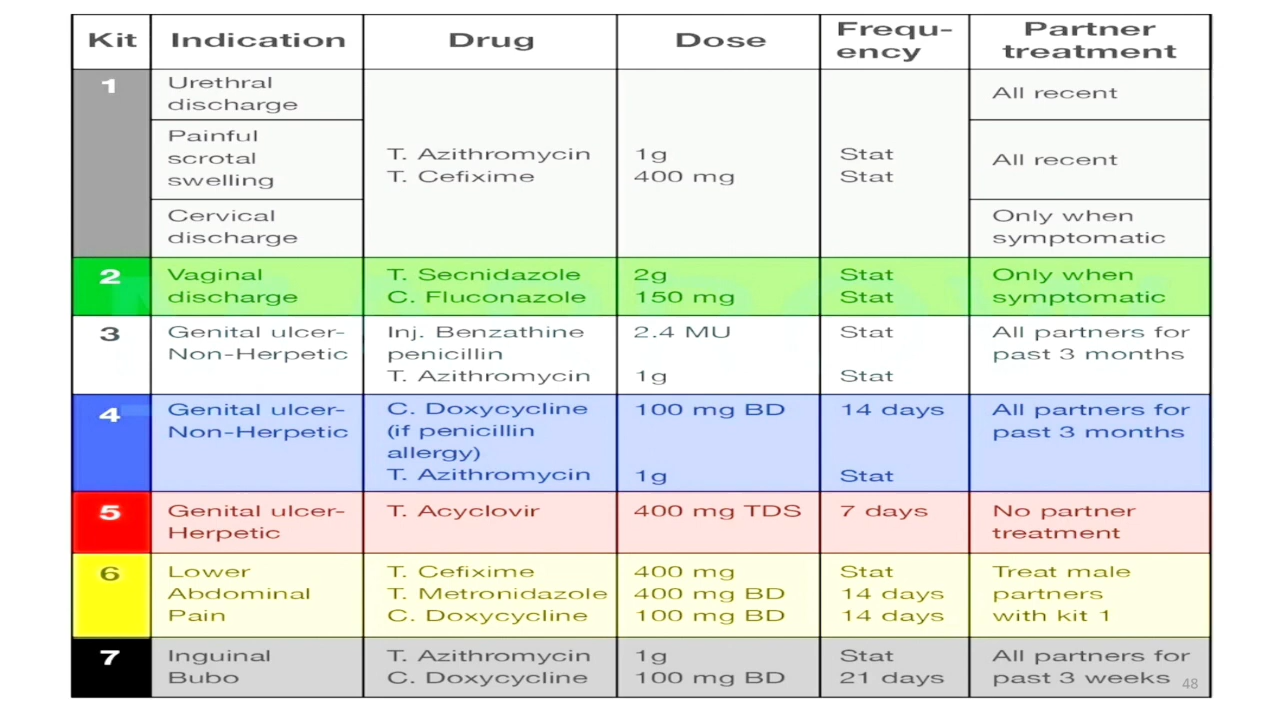 Kit Indication Drug Dose Frequ-ency Partner treatment
1
Urethral
discharge
All recent
Painful
scrotal
swelling
T. Azithromycin 1g Stat
T. Cefixime 400 mg Stat
All recent
Cervical
discharge
Only when
symptomatic
2
Vaginal T. Secnidazole 2g Stat Only when
discharge C. Fluconazole 150 mg Stat symptomatic
3
Genital ulcer- Inj. Benzathine 2.4 MU Stat All partners for
Non-Herpetic penicillin past 3 months
T. Azithromycin 1g Stat
4
Genital ulcer- C. Doxycycline 100 mg BD 14 days All partners for
Non-Herpetic (if penicillin past 3 months
allergy)
T. Azithromycin 1g Stat
5
Genital ulcer- T. Acyclovir 400 mg TDS 7 days No partner
Herpetic treatment
6
Lower T. Cefixime 400 mg Stat Treat male
Abdominal T. Metronidazole 400 mg BD 14 days partners
Pain C. Doxycycline 100 mg BD 14 days with kit 1
7
Inguinal T. Azithromycin 1g Stat All partners for
Bubo C. Doxycycline 100 mg BD 21 days past 3 weeks
48